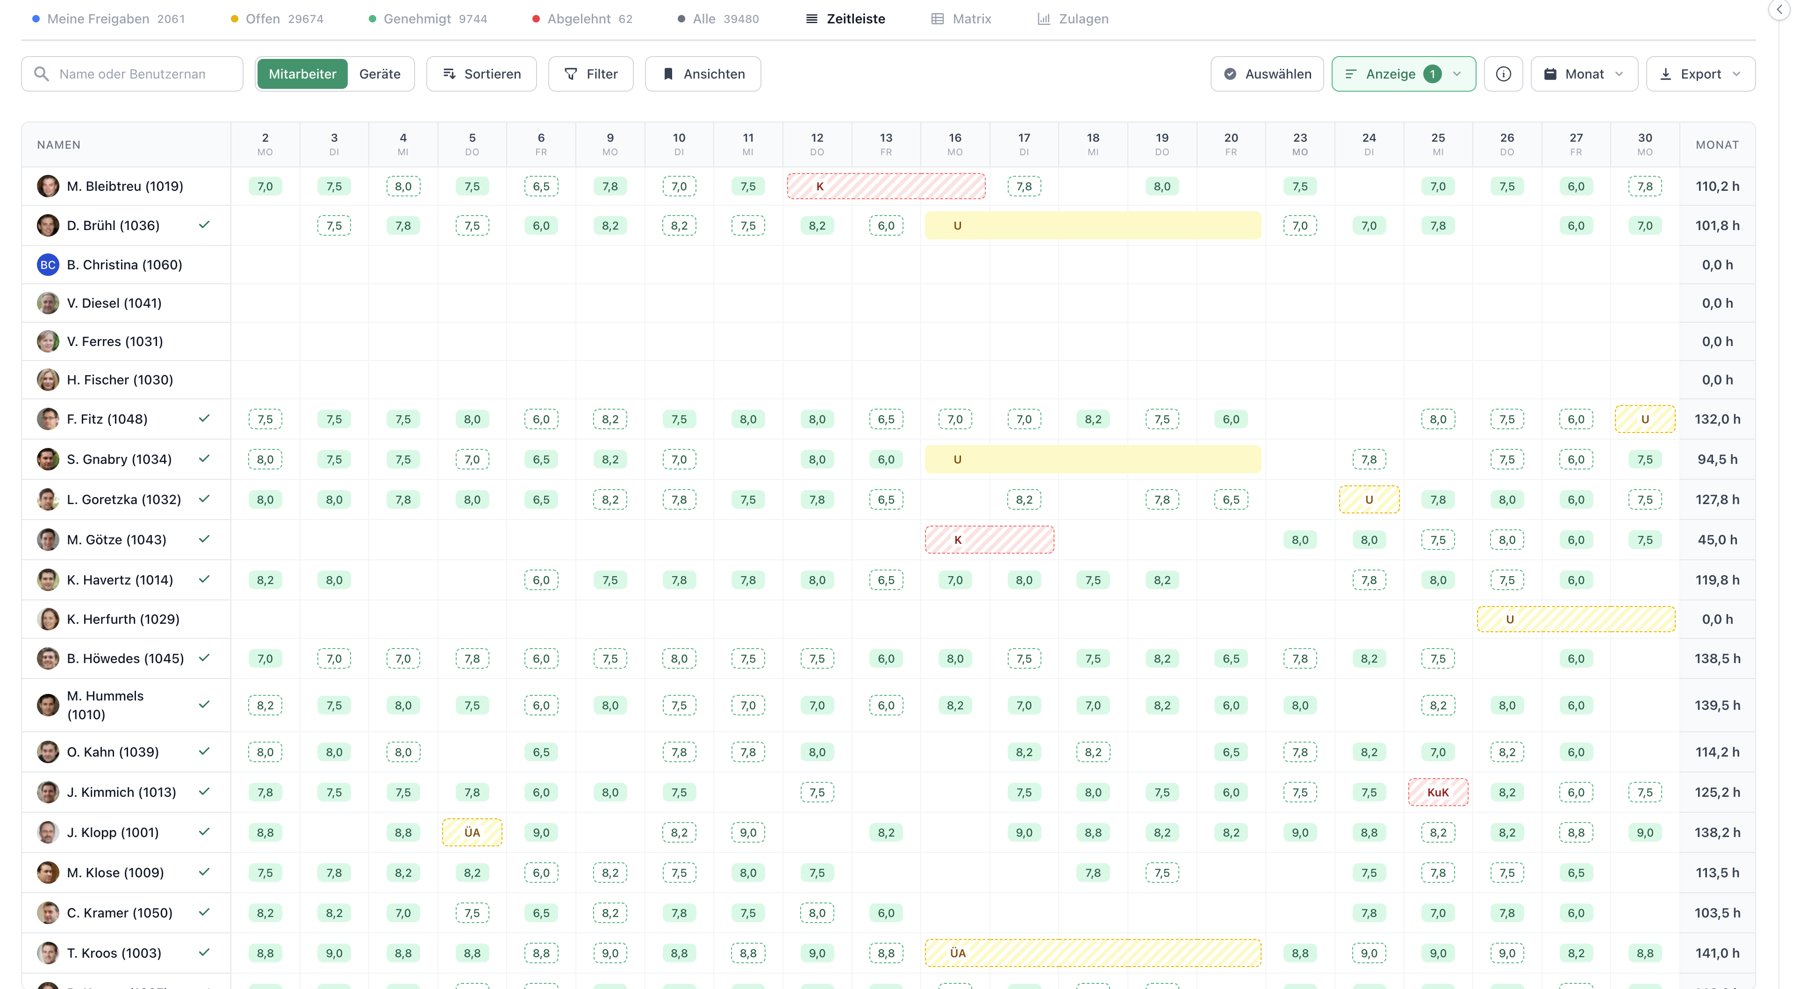 Meine Freigaben 2061 Offen 29674 Genehmigt 9744 Abgelehnt 62 Alle 39480 Zeitleiste Matrix Zulagen
Name oder Benutzernan Mitarbeiter Geräte Sortieren Filter Ansichten Auswählen Anzeige 1 Monat Export
NAMEN 2 3 4 5 6 9 10 11 12 13 16 17 18 19 20 23 24 25 26 27 30 MONAT
MO DI MI DO FR MO DI MI DO FR MO DI MI DO FR MO DI MI DO FR MO
M. Bleibtreu (1019) 7,0 7,5 8,0 7,5 6,5 7,8 7,0 7,5 K 7,8 8,0 7,5 7,0 7,5 6,0 7,8 110,2 h
D. Brühl (1036) 7,5 7,8 7,5 6,0 8,2 8,2 7,5 8,2 6,0 U 7,0 7,0 7,8 6,0 7,0 101,8 h
BC B. Christina (1060) 0,0 h
V. Diesel (1041) 0,0 h
V. Ferres (1031) 0,0 h
H. Fischer (1030) 0,0 h
F. Fitz (1048) 7,5 7,5 7,5 8,0 6,0 8,2 7,5 8,0 8,0 6,5 7,0 7,0 8,2 7,5 6,0 8,0 7,5 6,0 U 132,0 h
S. Gnabry (1034) 8,0 7,5 7,5 7,0 6,5 8,2 7,0 8,0 6,0 U 7,8 7,5 6,0 7,5 94,5 h
L. Goretzka (1032) 8,0 8,0 7,8 8,0 6,5 8,2 7,8 7,5 7,8 6,5 8,2 7,8 6,5 U 7,8 8,0 6,0 7,5 127,8 h
M. Götze (1043) K 8,0 8,0 7,5 8,0 6,0 7,5 45,0 h
K. Havertz (1014) 8,2 8,0 6,0 7,5 7,8 7,8 8,0 6,5 7,0 8,0 7,5 8,2 7,8 8,0 7,5 6,0 119,8 h
K. Herfurth (1029) U 0,0 h
B. Höwedes (1045) 7,0 7,0 7,0 7,8 6,0 7,5 8,0 7,5 7,5 6,0 8,0 7,5 7,5 8,2 6,5 7,8 8,2 7,5 6,0 138,5 h
M. Hummels
(1010) 8,2 7,5 8,0 7,5 6,0 8,0 7,5 7,0 7,0 6,0 8,2 7,0 7,0 8,2 6,0 8,0 8,2 8,0 6,0 139,5 h
O. Kahn (1039) 8,0 8,0 8,0 6,5 7,8 7,8 8,0 8,2 8,2 6,5 7,8 8,2 7,0 8,2 6,0 114,2 h
J. Kimmich (1013) 7,8 7,5 7,5 7,8 6,0 8,0 7,5 7,5 7,5 8,0 7,5 6,0 7,5 7,5 KuK 8,2 6,0 7,5 125,2 h
J. Klopp (1001) 8,8 8,8 ÜA 9,0 8,2 9,0 8,2 9,0 8,8 8,2 8,2 9,0 8,8 8,2 8,2 8,8 9,0 138,2 h
M. Klose (1009) 7,5 7,8 8,2 8,2 6,0 8,2 7,5 8,0 7,5 7,8 7,5 7,5 7,8 7,5 6,5 113,5 h
C. Kramer (1050) 8,2 8,2 7,0 7,5 6,5 8,2 7,8 7,5 8,0 6,0 7,8 7,0 7,8 6,0 103,5 h
T. Kroos (1003) 8,8 9,0 8,8 8,8 8,8 9,0 8,8 8,8 9,0 8,8 ÜA 8,8 9,0 9,0 9,0 8,2 8,8 141,0 h